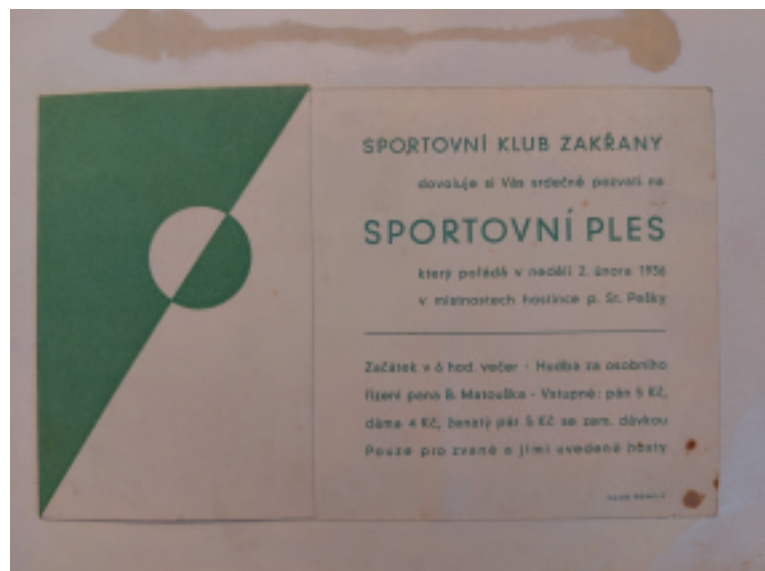 SPORTOVNÍ KLUB ZAKŘANY
dovoluje si Vás srdečně pozvati na
SPORTOVNÍ PLES
který pořádá v neděli 2. února 1936
v místnostech hostince p. St. Pešky
Začátek v 6 hod. večer - Hudba za osobního
řízení pana B. Matouška - Vstupné: pán 5 Kč,
dáma 4 Kč, ženatý pár 5 Kč se zem. dávkou
Pouze pro zvané a jimi uvedené hosty